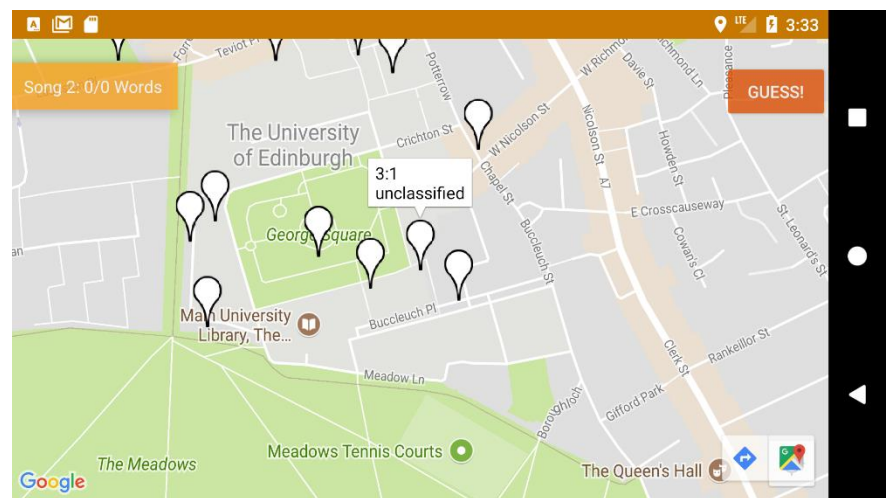 LTE
3:33
Song 2: 0/0 Words
GUESS!
Teviot Pl
Potterrow
W Richmond
Davie St
Richmond Ln
Pleasance
The University
of Edinburgh
Crichton St
W Nicolson St
Nicolson St
A7
Howden St
3:1
unclassified
Chapel St
E Crosscauseway
St. Leonard's St
George Square
Buccleuch St
Cowan's Cl
Main University
Library, The...
Buccleuch Pl
Meadow Ln
Clerk St
Rankeillor St
Gifford Park
Boroughloch
Meadows Tennis Courts
The Meadows
The Queen's Hall
Google